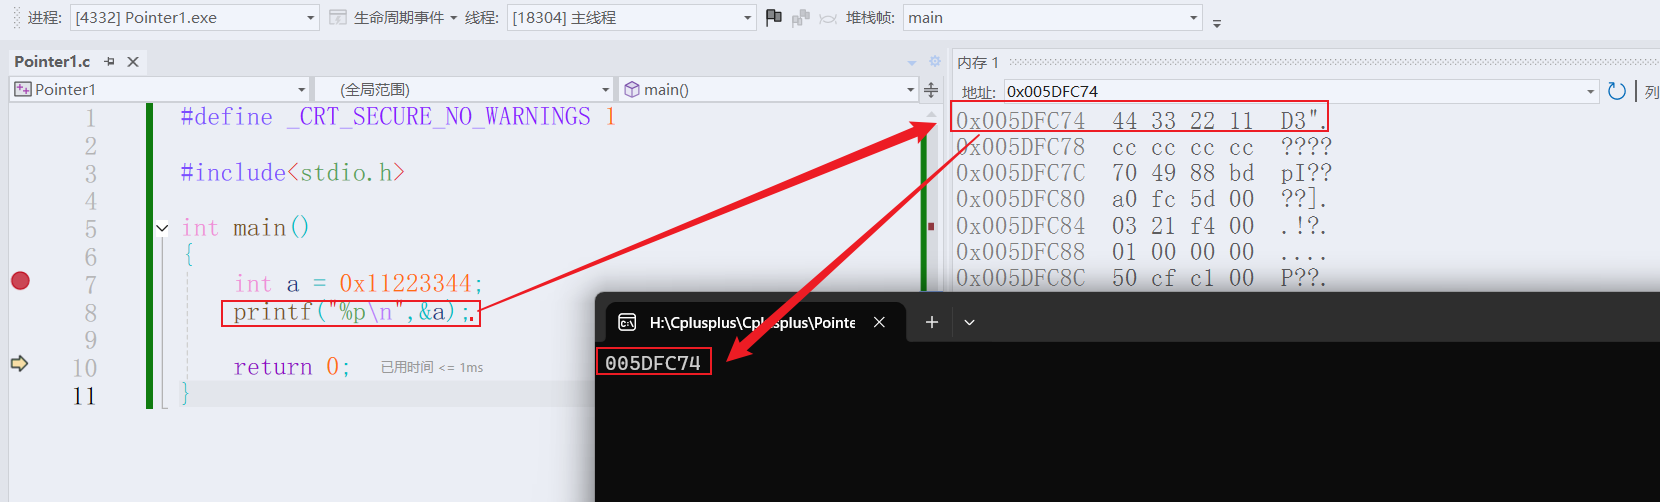 进程: [4332] Pointer1.exe 生命周期事件 线程: [18304] 主线程 堆栈帧: main
Pointer1.c
Pointer1 (全局范围) main()
1 #define _CRT_SECURE_NO_WARNINGS 1
2
3 #include<stdio.h>
4
5 int main()
6 {
7 int a = 0x11223344;
8 printf("%p\n",&a);
9
10 return 0; 已用时间 <= 1ms
11 }
内存 1
地址: 0x005DFC74 列
0x005DFC74 44 33 22 11 D3".
0x005DFC78 cc cc cc cc ????
0x005DFC7C 70 49 88 bd pI??
0x005DFC80 a0 fc 5d 00 ??].
0x005DFC84 03 21 f4 00 .!?.
0x005DFC88 01 00 00 00 ....
0x005DFC8C 50 cf c1 00 P??.
H:\Cplusplus\Cplusplus\Pointe
005DFC74